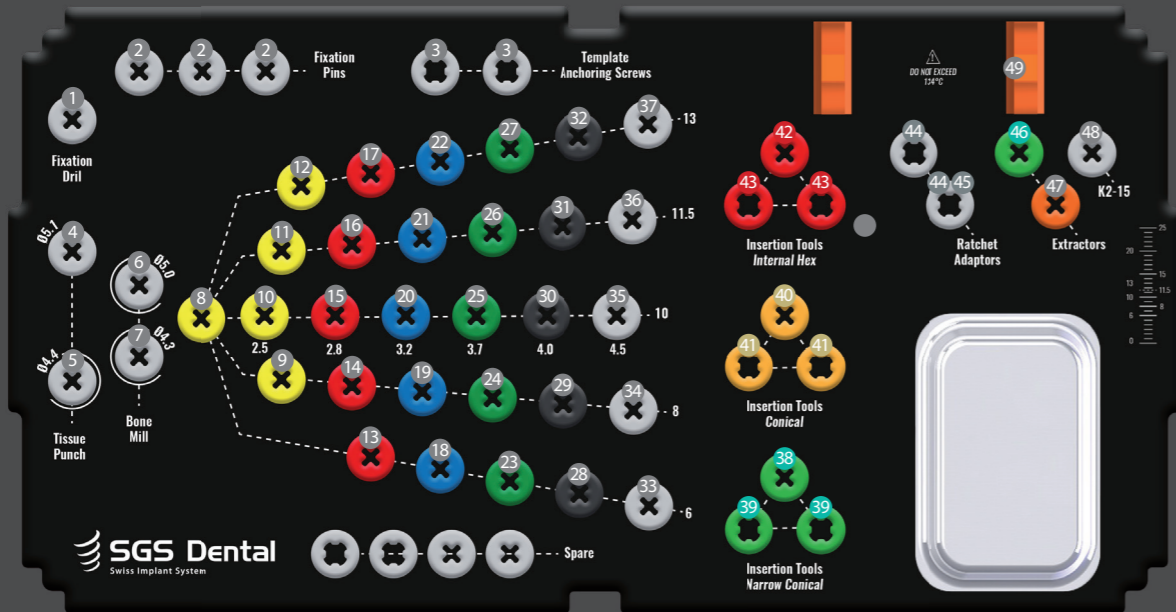 2 2 2
Fixation
Pins
3 3
Template
Anchoring Screws
DO NOT EXCEED
134°C
49
1
Fixation
Dril
12 17 22 27 32 37 13
42
43 43
Insertion Tools
Internal Hex
44
44 45
Ratchet
Adaptors
46
47
Extractors
48
K2-15
Ø5.1
4
Ø4.4
5
Tissue
Punch
Ø5.0
6
Ø4.3
7
Bone
Mill
11 16 21 26 31 36 11.5
8
10 15 20 25 30 35 10
2.5 2.8 3.2 3.7 4.0 4.5
9 14 19 24 29 34 8
13 18 23 28 33 6
40
41 41
Insertion Tools
Conical
38
39 39
Insertion Tools
Narrow Conical
25
20
15
13
11.5
10
8
6
0
SGS Dental
Swiss Implant System
Spare